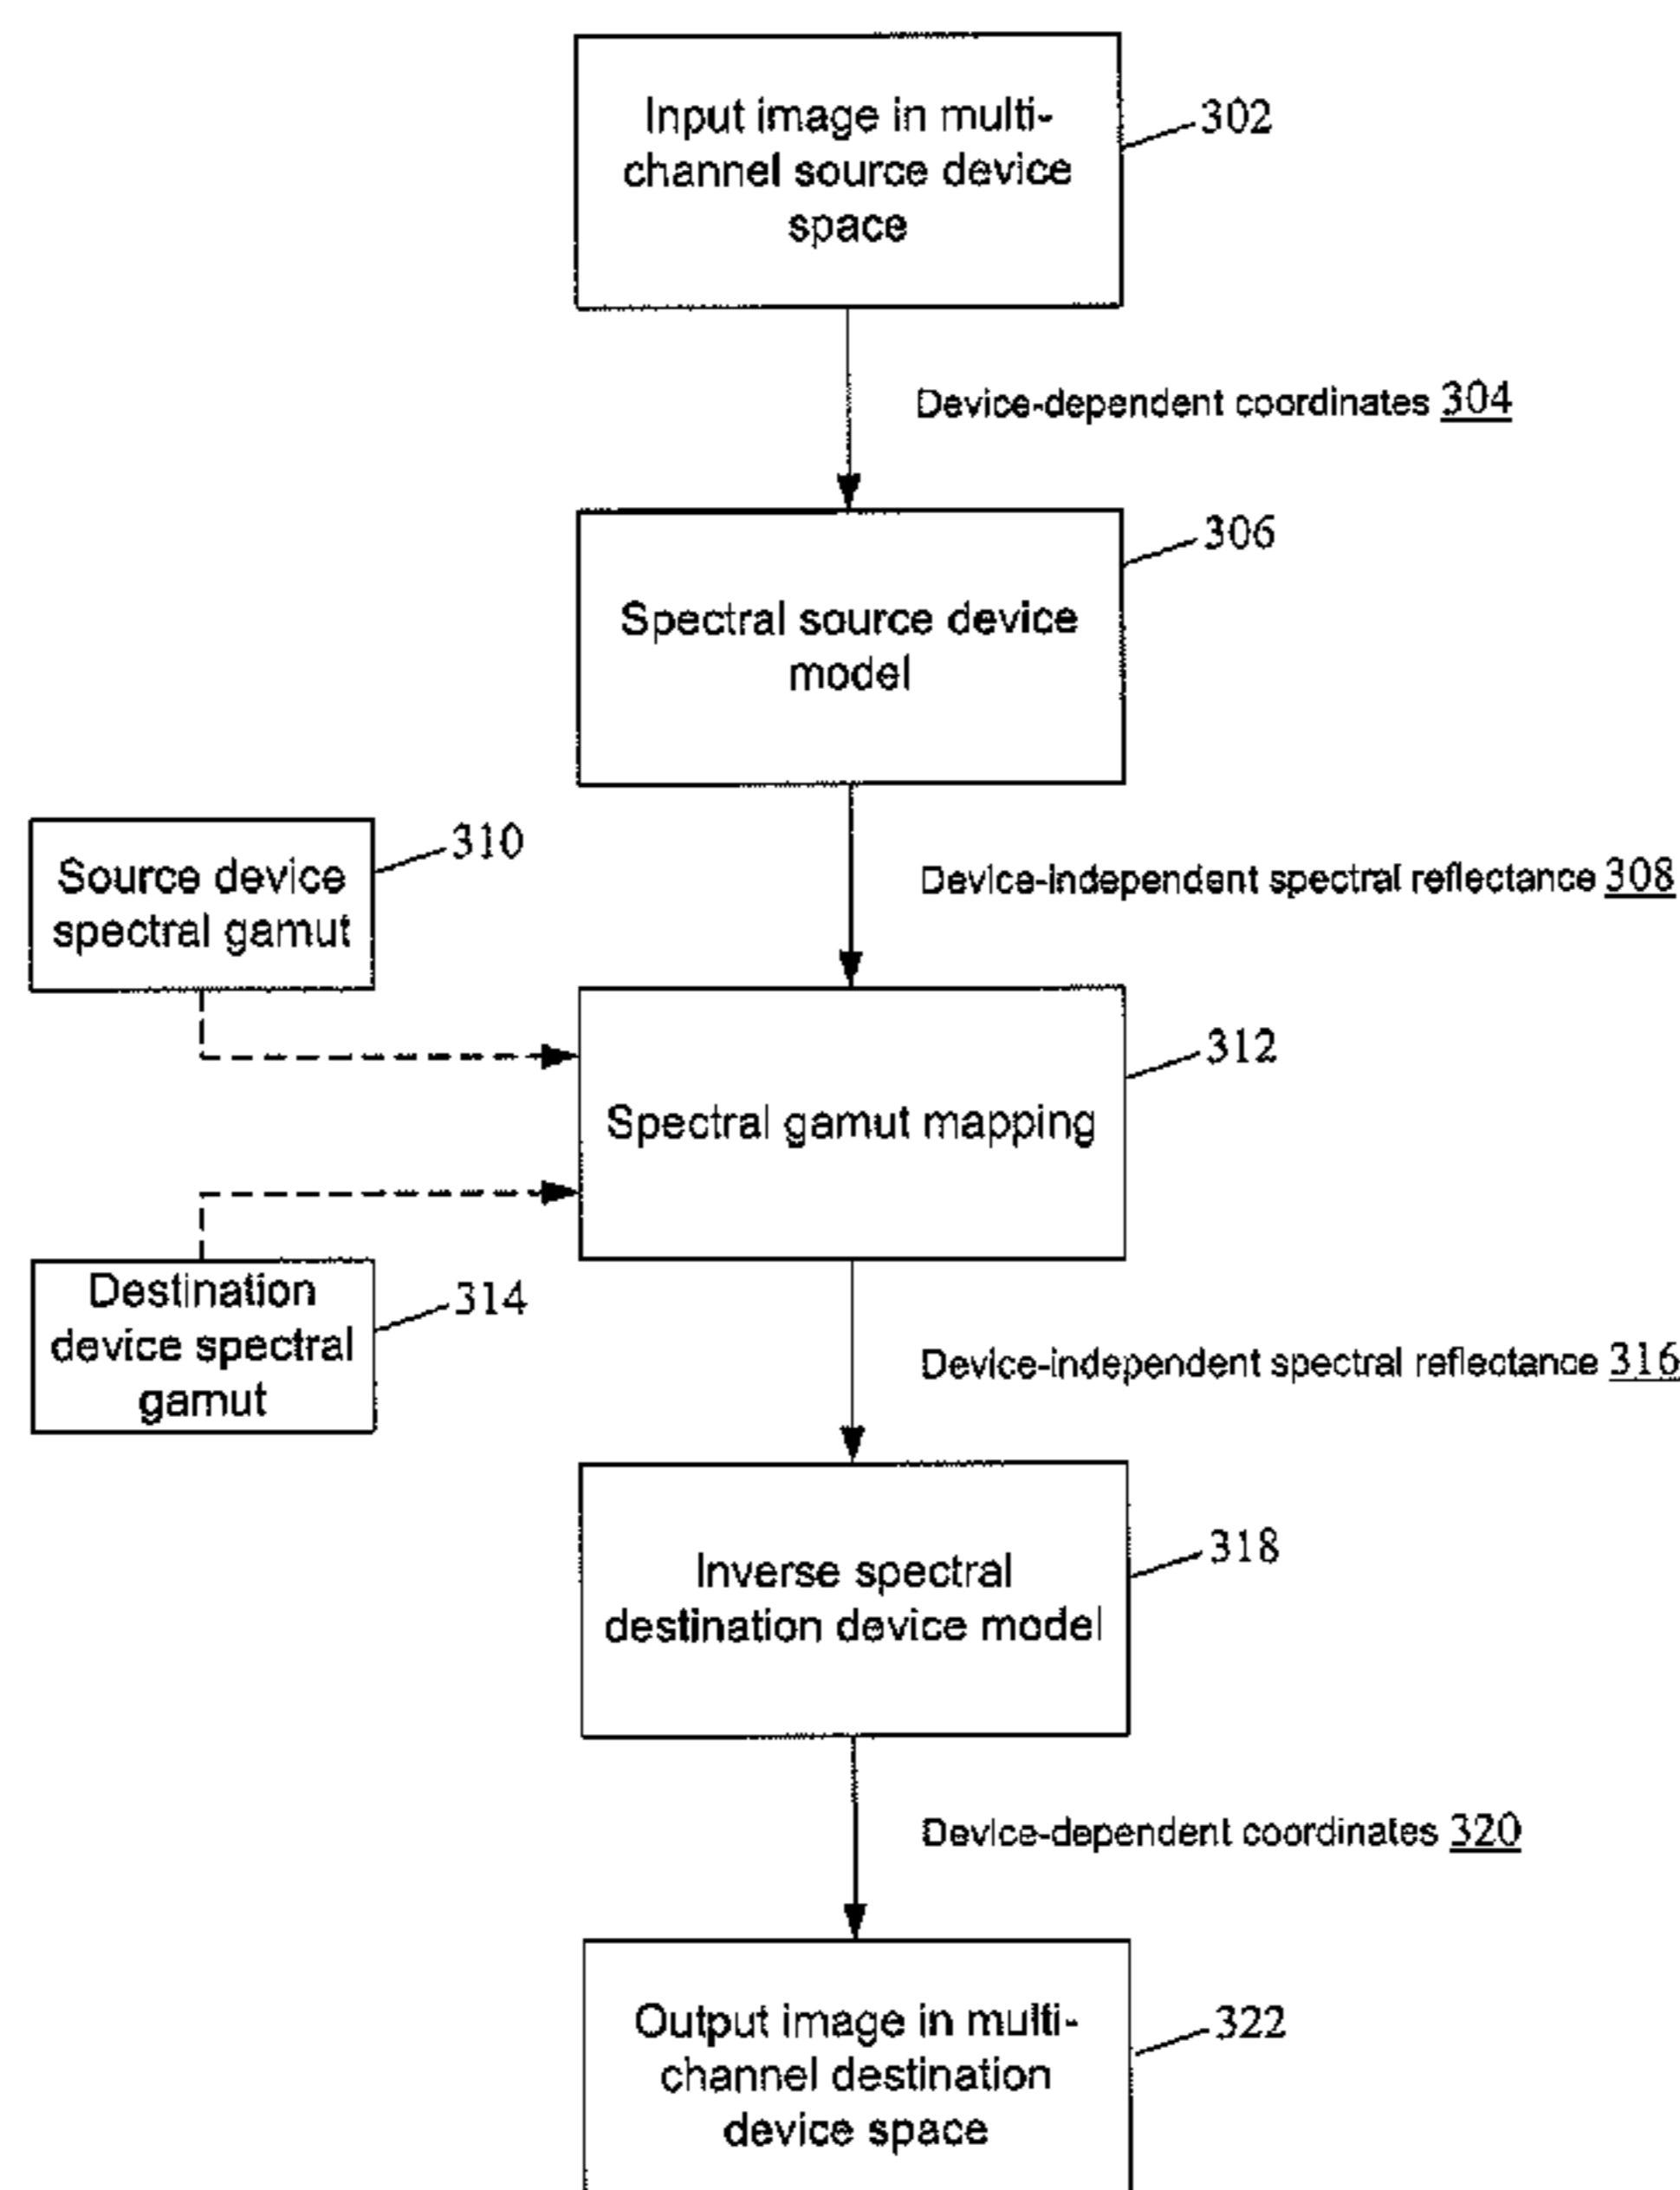 Input image in multi-
channel source device
space
302
Device-dependent coordinates 304
Spectral source device
model
306
Source device
spectral gamut
310
Device-independent spectral reflectance 308
Spectral gamut mapping
312
Destination
device spectral
gamut
314
Device-independent spectral reflectance 316
Inverse spectral
destination device model
318
Device-dependent coordinates 320
Output image in multi-
channel destination
device space
322